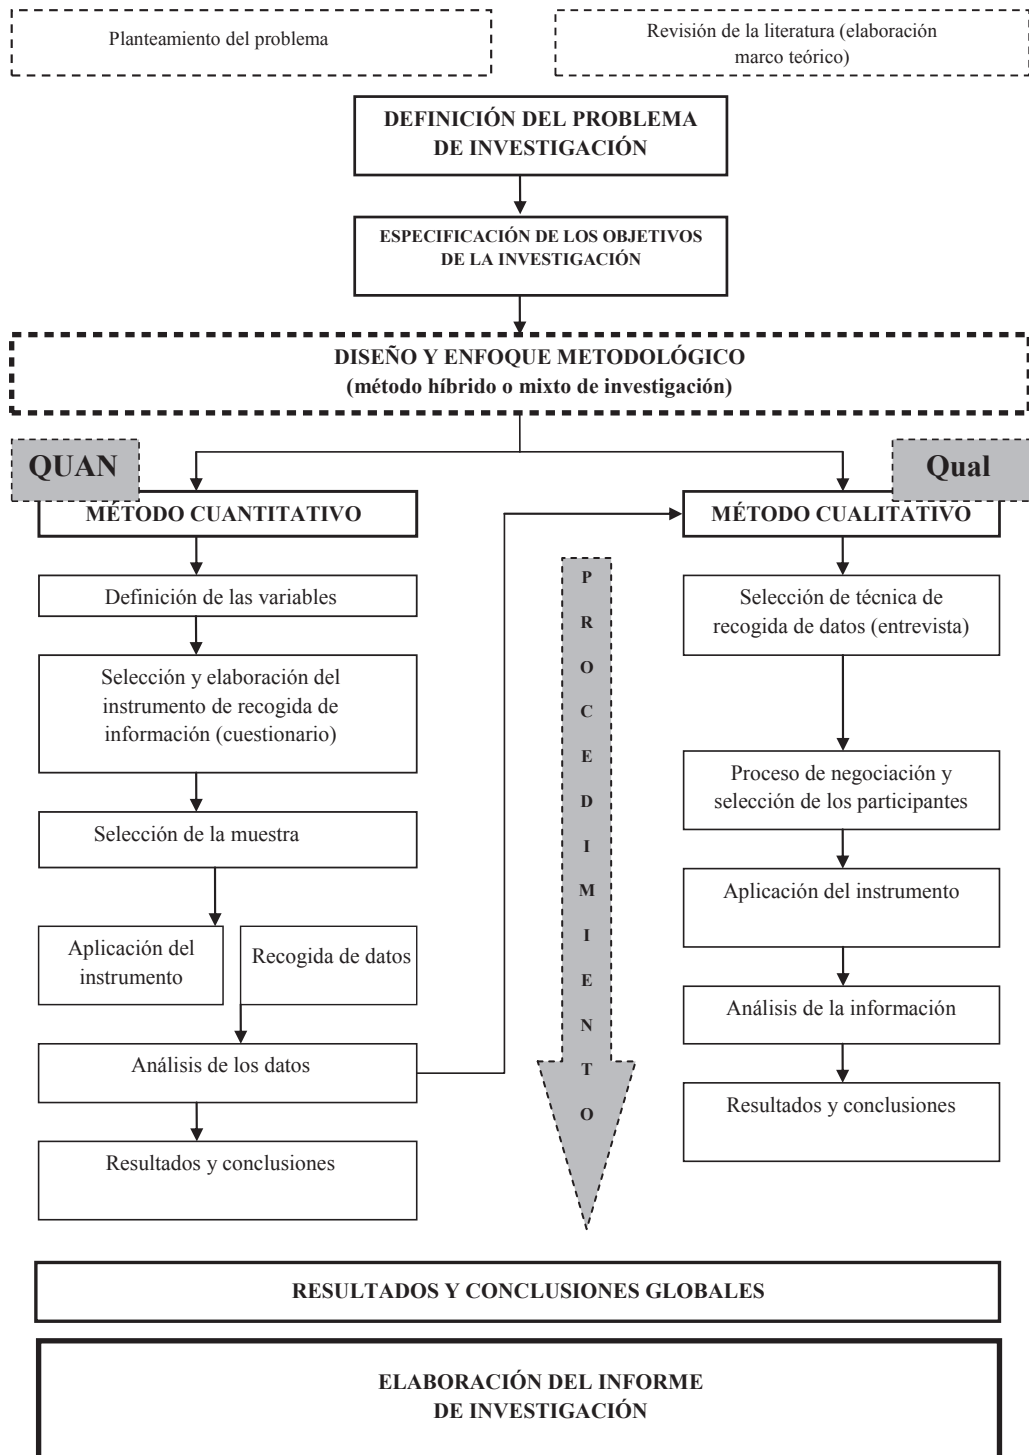 Planteamiento del problema
Revisión de la literatura (elaboración
marco teórico)
DEFINICIÓN DEL PROBLEMA
DE INVESTIGACIÓN
ESPECIFICACIÓN DE LOS OBJETIVOS
DE LA INVESTIGACIÓN
DISEÑO Y ENFOQUE METODOLÓGICO
(método híbrido o mixto de investigación)
QUAN
MÉTODO CUANTITATIVO
Definición de las variables
Selección y elaboración del
instrumento de recogida de
información (cuestionario)
Selección de la muestra
Aplicación del
instrumento
Recogida de datos
Análisis de los datos
Resultados y conclusiones
P
R
O
C
E
D
I
M
I
E
N
T
O
Qual
MÉTODO CUALITATIVO
Selección de técnica de
recogida de datos (entrevista)
Proceso de negociación y
selección de los participantes
Aplicación del instrumento
Análisis de la información
Resultados y conclusiones
RESULTADOS Y CONCLUSIONES GLOBALES
ELABORACIÓN DEL INFORME
DE INVESTIGACIÓN